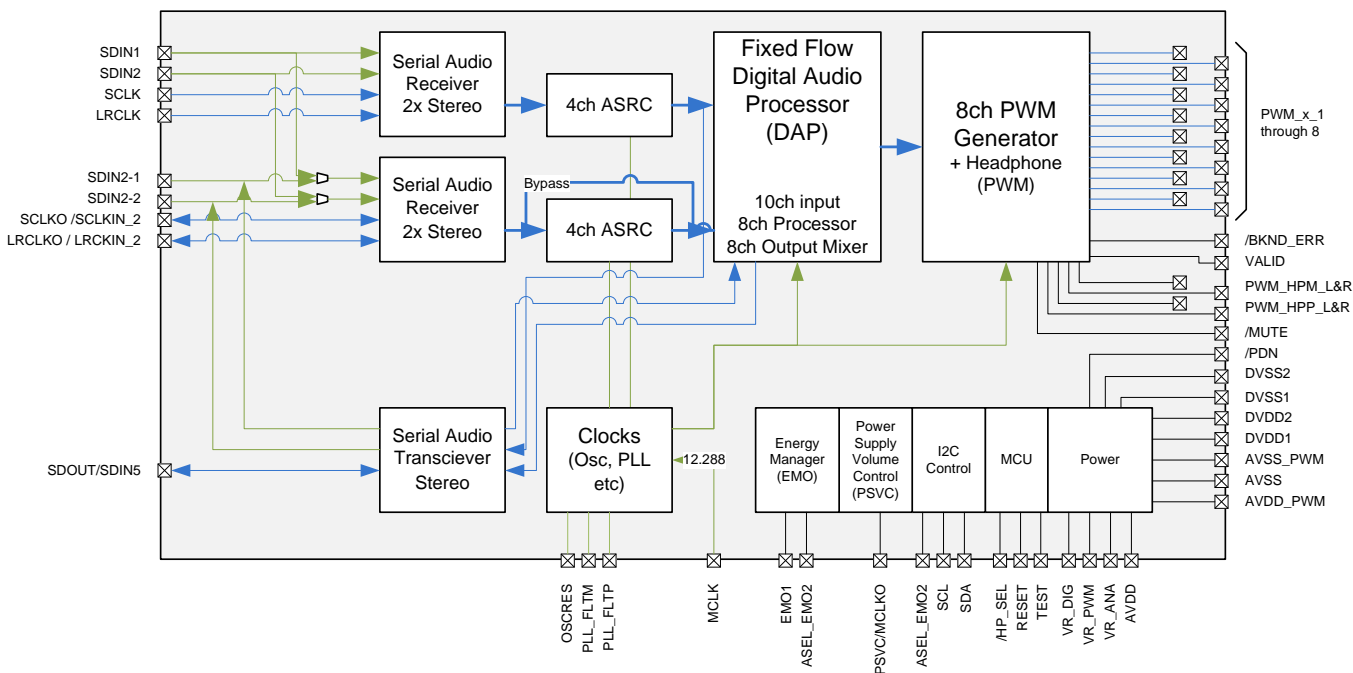 SDIN1
SDIN2
SCLK
LRCLK
SDIN2-1
SDIN2-2
SCLKO /SCLKIN_2
LRCLKO / LRCKIN_2
SDOUT/SDIN5
Serial Audio
Receiver
2x Stereo
4ch ASRC
Serial Audio
Receiver
2x Stereo
Bypass
4ch ASRC
Fixed Flow
Digital Audio
Processor
(DAP)
10ch input
8ch Processor
8ch Output Mixer
8ch PWM
Generator
+ Headphone
(PWM)
PWM_x_1
through 8
/BKND_ERR
VALID
PWM_HPM_L&R
PWM_HPP_L&R
/MUTE
/PDN
DVSS2
DVSS1
DVDD2
DVDD1
AVSS_PWM
AVSS
AVDD_PWM
Serial Audio
Transciever
Stereo
Clocks
(Osc, PLL
etc)
12.288
Energy
Manager
(EMO)
Power
Supply
Volume
Control
(PSVC)
I2C
Control
MCU
Power
OSCRES
PLL_FLTM
PLL_FLTP
MCLK
EMO1
ASEL_EMO2
PSVC/MCLKO
ASEL_EMO2
SCL
SDA
/HP_SEL
RESET
TEST
VR_DIG
VR_PWM
VR_ANA
AVDD